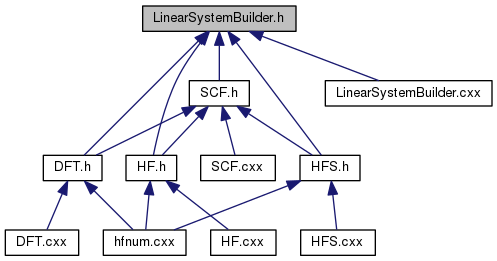 LinearSystemBuilder.h
SCF.h
LinearSystemBuilder.cxx
DFT.h
HF.h
SCF.cxx
HFS.h
DFT.cxx
hfnum.cxx
HF.cxx
HFS.cxx